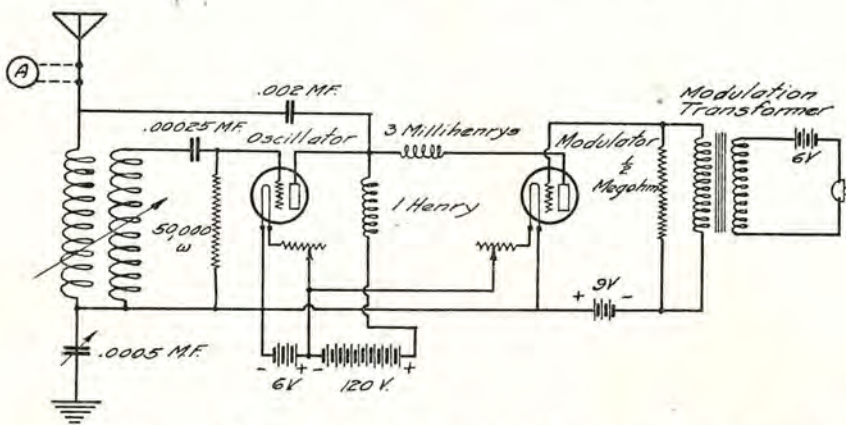 A
.002 MF.
.00025 MF.
Oscillator
3 Millihenrys
Modulator
Modulation
Transformer
6V
½
Megohm
50,000
ω
1 Henry
9V
+ -
.0005 MF.
- + - +
6V
120 V.